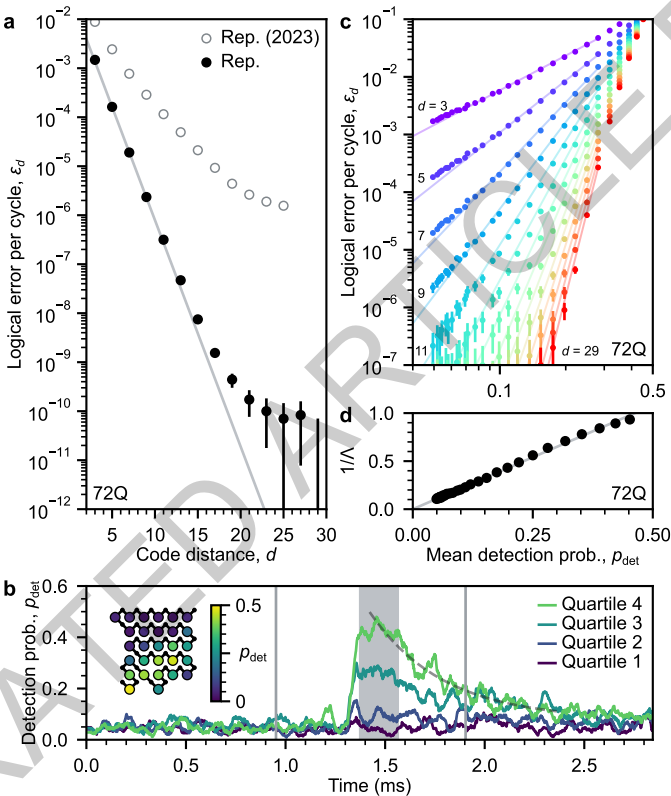 a
10⁻²
10⁻³
10⁻⁴
10⁻⁵
10⁻⁶
10⁻⁷
10⁻⁸
10⁻⁹
10⁻¹⁰
10⁻¹¹
10⁻¹²
Logical error per cycle, ε_d
Rep. (2023)
Rep.
72Q
5 10 15 20 25 30
Code distance, d
c
10⁻¹
10⁻²
10⁻³
10⁻⁴
10⁻⁵
10⁻⁶
10⁻⁷
Logical error per cycle, ε_d
d = 3
5
7
9
11
d = 29
72Q
0.1 0.5
d
1.0
0.5
0.0
1/Λ
72Q
0.00 0.25 0.50
Mean detection prob., p_det
b
0.6
0.4
0.2
0.0
Detection prob., p_det
0.5
p_det
0
Quartile 4
Quartile 3
Quartile 2
Quartile 1
0.0 0.5 1.0 1.5 2.0 2.5
Time (ms)
RATED ARTICLE